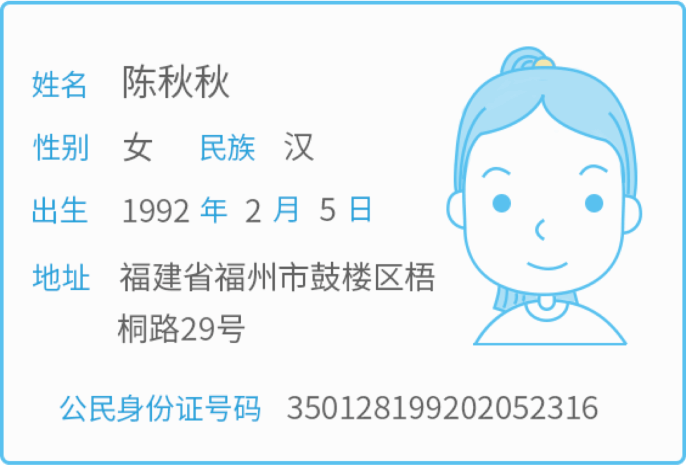 姓名 陈秋秋
性别 女 民族 汉
出生 1992 年 2 月 5 日
地址 福建省福州市鼓楼区梧
桐路29号
公民身份证号码 350128199202052316